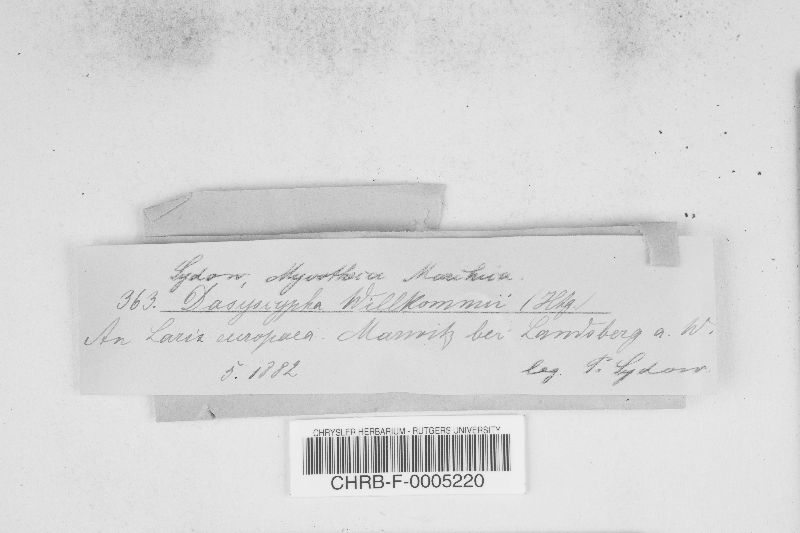 Sydow, Mycotheca Marchica.
363. Dasyscypha Willkommii (Htg)
An Larix europaea. Marwitz bei Landsberg a. W.
5. 1882 leg. P. Sydow
CHRYSLER HERBARIUM - RUTGERS UNIVERSITY
CHRB-F-0005220